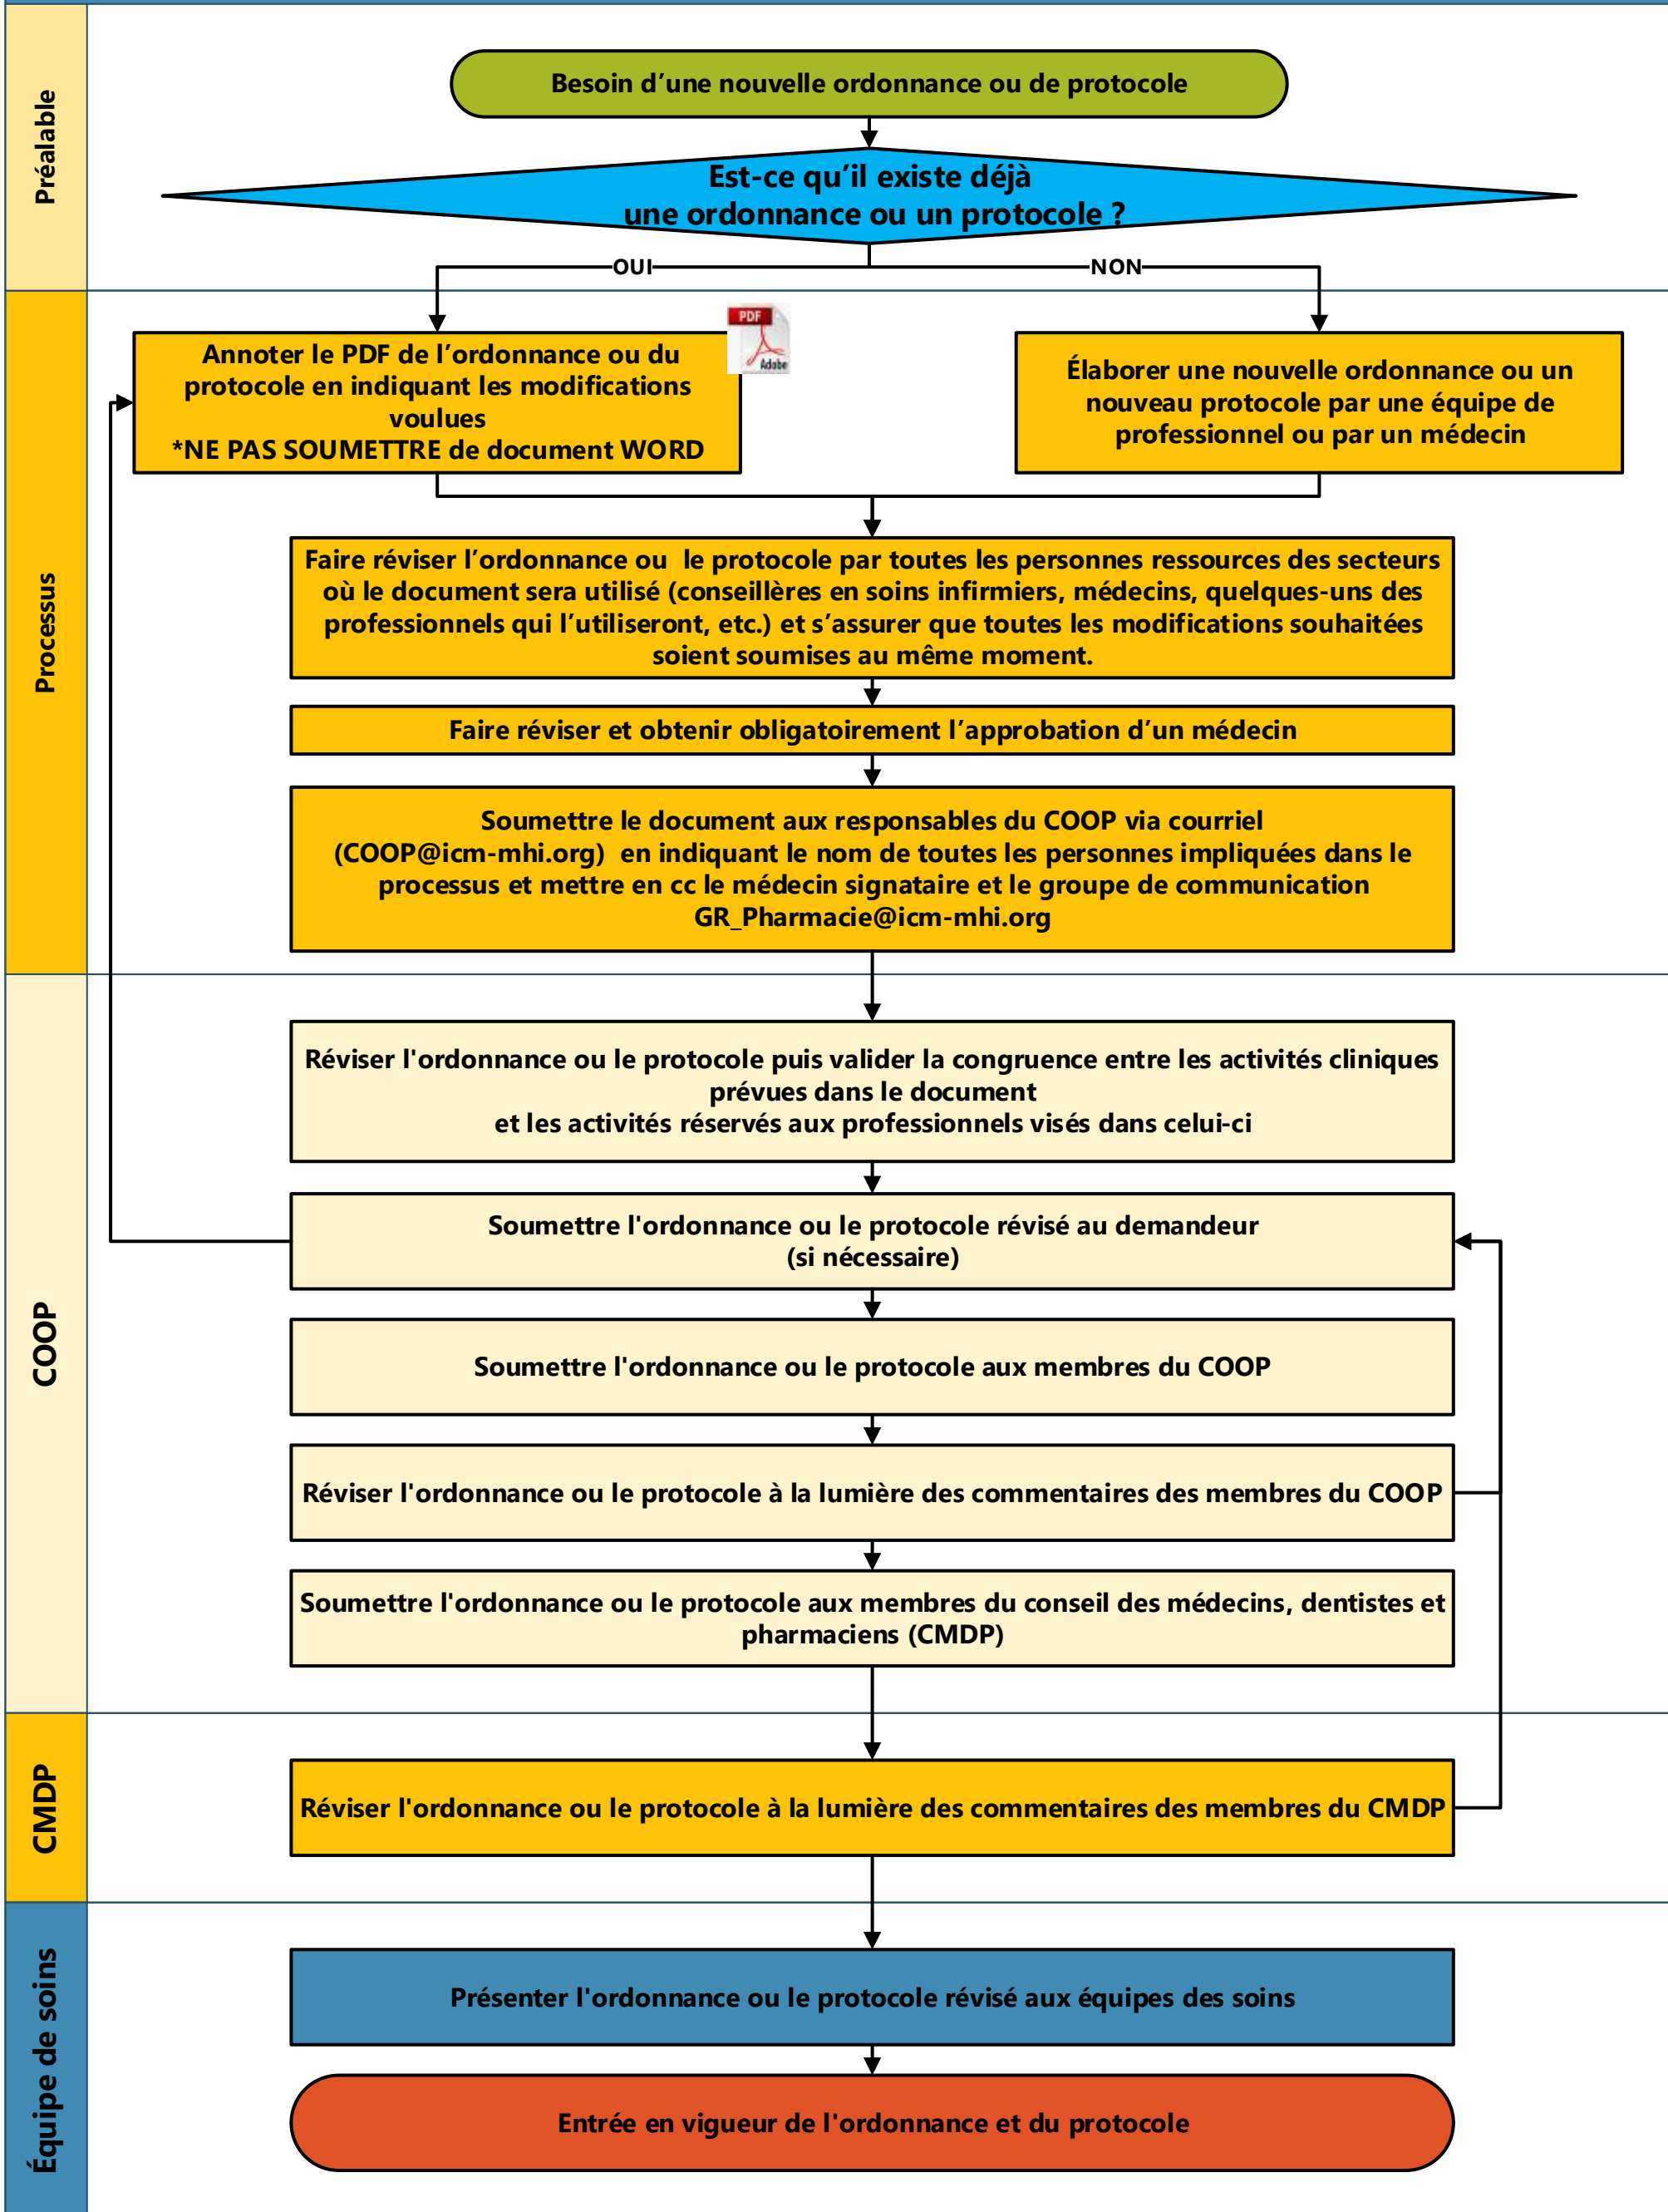 Préalable
Besoin d’une nouvelle ordonnance ou de protocole
Est-ce qu’il existe déjà
une ordonnance ou un protocole ?
OUI
NON
Processus
Annoter le PDF de l’ordonnance ou du
protocole en indiquant les modifications
voulues
*NE PAS SOUMETTRE de document WORD
PDF
Adobe
Élaborer une nouvelle ordonnance ou un
nouveau protocole par une équipe de
professionnel ou par un médecin
Faire réviser l’ordonnance ou le protocole par toutes les personnes ressources des secteurs
où le document sera utilisé (conseillères en soins infirmiers, médecins, quelques-uns des
professionnels qui l’utiliseront, etc.) et s’assurer que toutes les modifications souhaitées
soient soumises au même moment.
Faire réviser et obtenir obligatoirement l’approbation d’un médecin
Soumettre le document aux responsables du COOP via courriel
(COOP@icm-mhi.org) en indiquant le nom de toutes les personnes impliquées dans le
processus et mettre en cc le médecin signataire et le groupe de communication
GR_Pharmacie@icm-mhi.org
COOP
Réviser l'ordonnance ou le protocole puis valider la congruence entre les activités cliniques
prévues dans le document
et les activités réservés aux professionnels visés dans celui-ci
Soumettre l'ordonnance ou le protocole révisé au demandeur
(si nécessaire)
Soumettre l'ordonnance ou le protocole aux membres du COOP
Réviser l'ordonnance ou le protocole à la lumière des commentaires des membres du COOP
Soumettre l'ordonnance ou le protocole aux membres du conseil des médecins, dentistes et
pharmaciens (CMDP)
CMDP
Réviser l'ordonnance ou le protocole à la lumière des commentaires des membres du CMDP
Équipe de soins
Présenter l'ordonnance ou le protocole révisé aux équipes des soins
Entrée en vigueur de l'ordonnance et du protocole